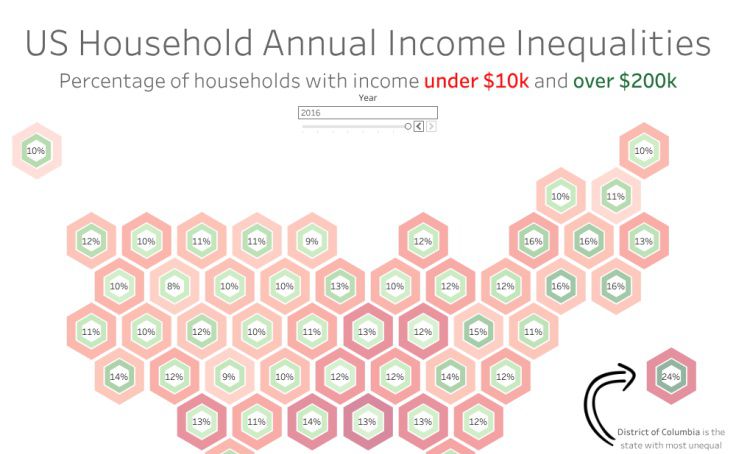 US Household Annual Income Inequalities
Percentage of households with income under $10k and over $200k
Year
2016
10% 10%
10% 11%
12% 10% 11% 11% 9% 12% 16% 16% 13%
10% 8% 10% 10% 13% 10% 12% 12% 16% 16%
11% 10% 12% 10% 11% 13% 12% 15% 11%
14% 12% 9% 10% 12% 12% 14% 12% 24%
13% 11% 14% 13% 13% 12%
District of Columbia is the
state with most unequal